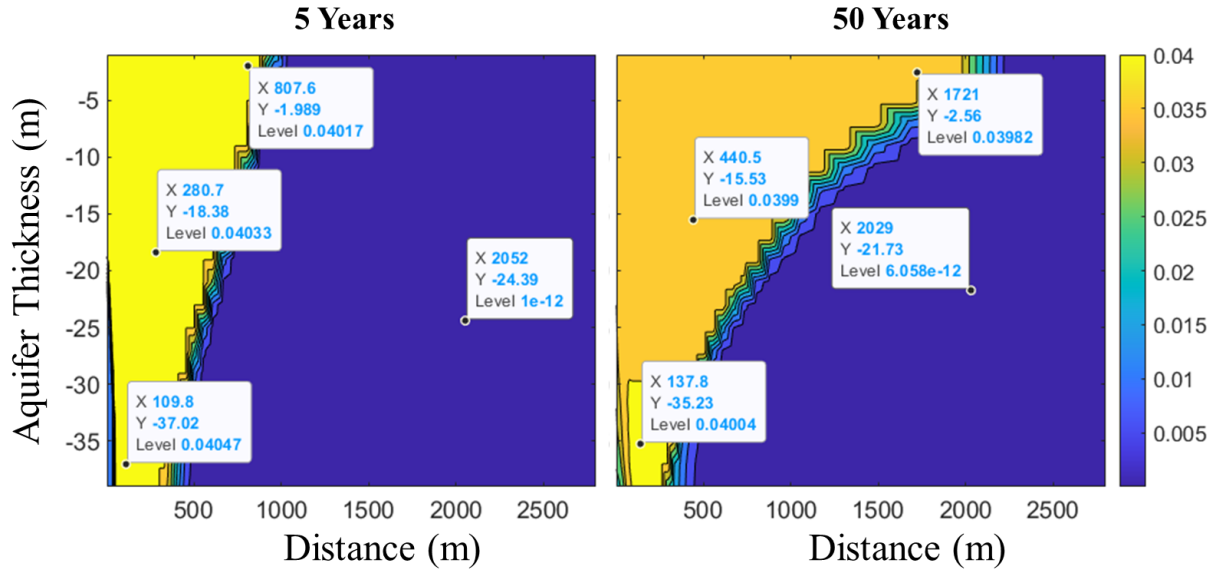 5 Years
50 Years
Aquifer Thickness (m)
-5
-10
-15
-20
-25
-30
-35
X 807.6
Y -1.989
Level 0.04017
X 280.7
Y -18.38
Level 0.04033
X 2052
Y -24.39
Level 1e-12
X 109.8
Y -37.02
Level 0.04047
500
1000
1500
2000
2500
Distance (m)
X 1721
Y -2.56
Level 0.03982
X 440.5
Y -15.53
Level 0.0399
X 2029
Y -21.73
Level 6.058e-12
X 137.8
Y -35.23
Level 0.04004
500
1000
1500
2000
2500
Distance (m)
0.04
0.035
0.03
0.025
0.02
0.015
0.01
0.005